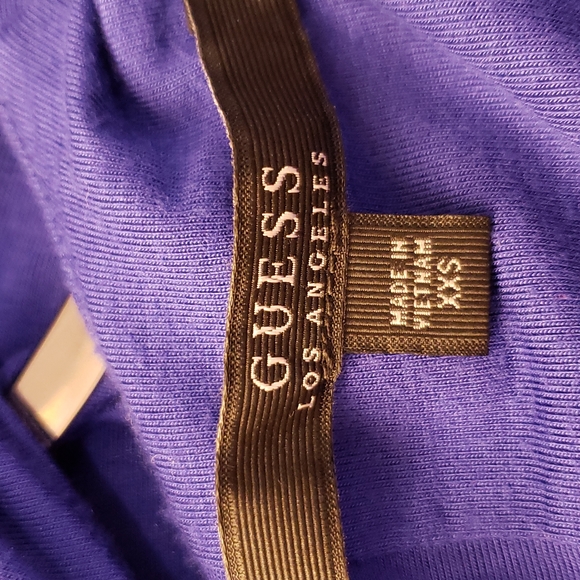 GUESS
LOS ANGELES
MADE IN
VIETNAM
XXS